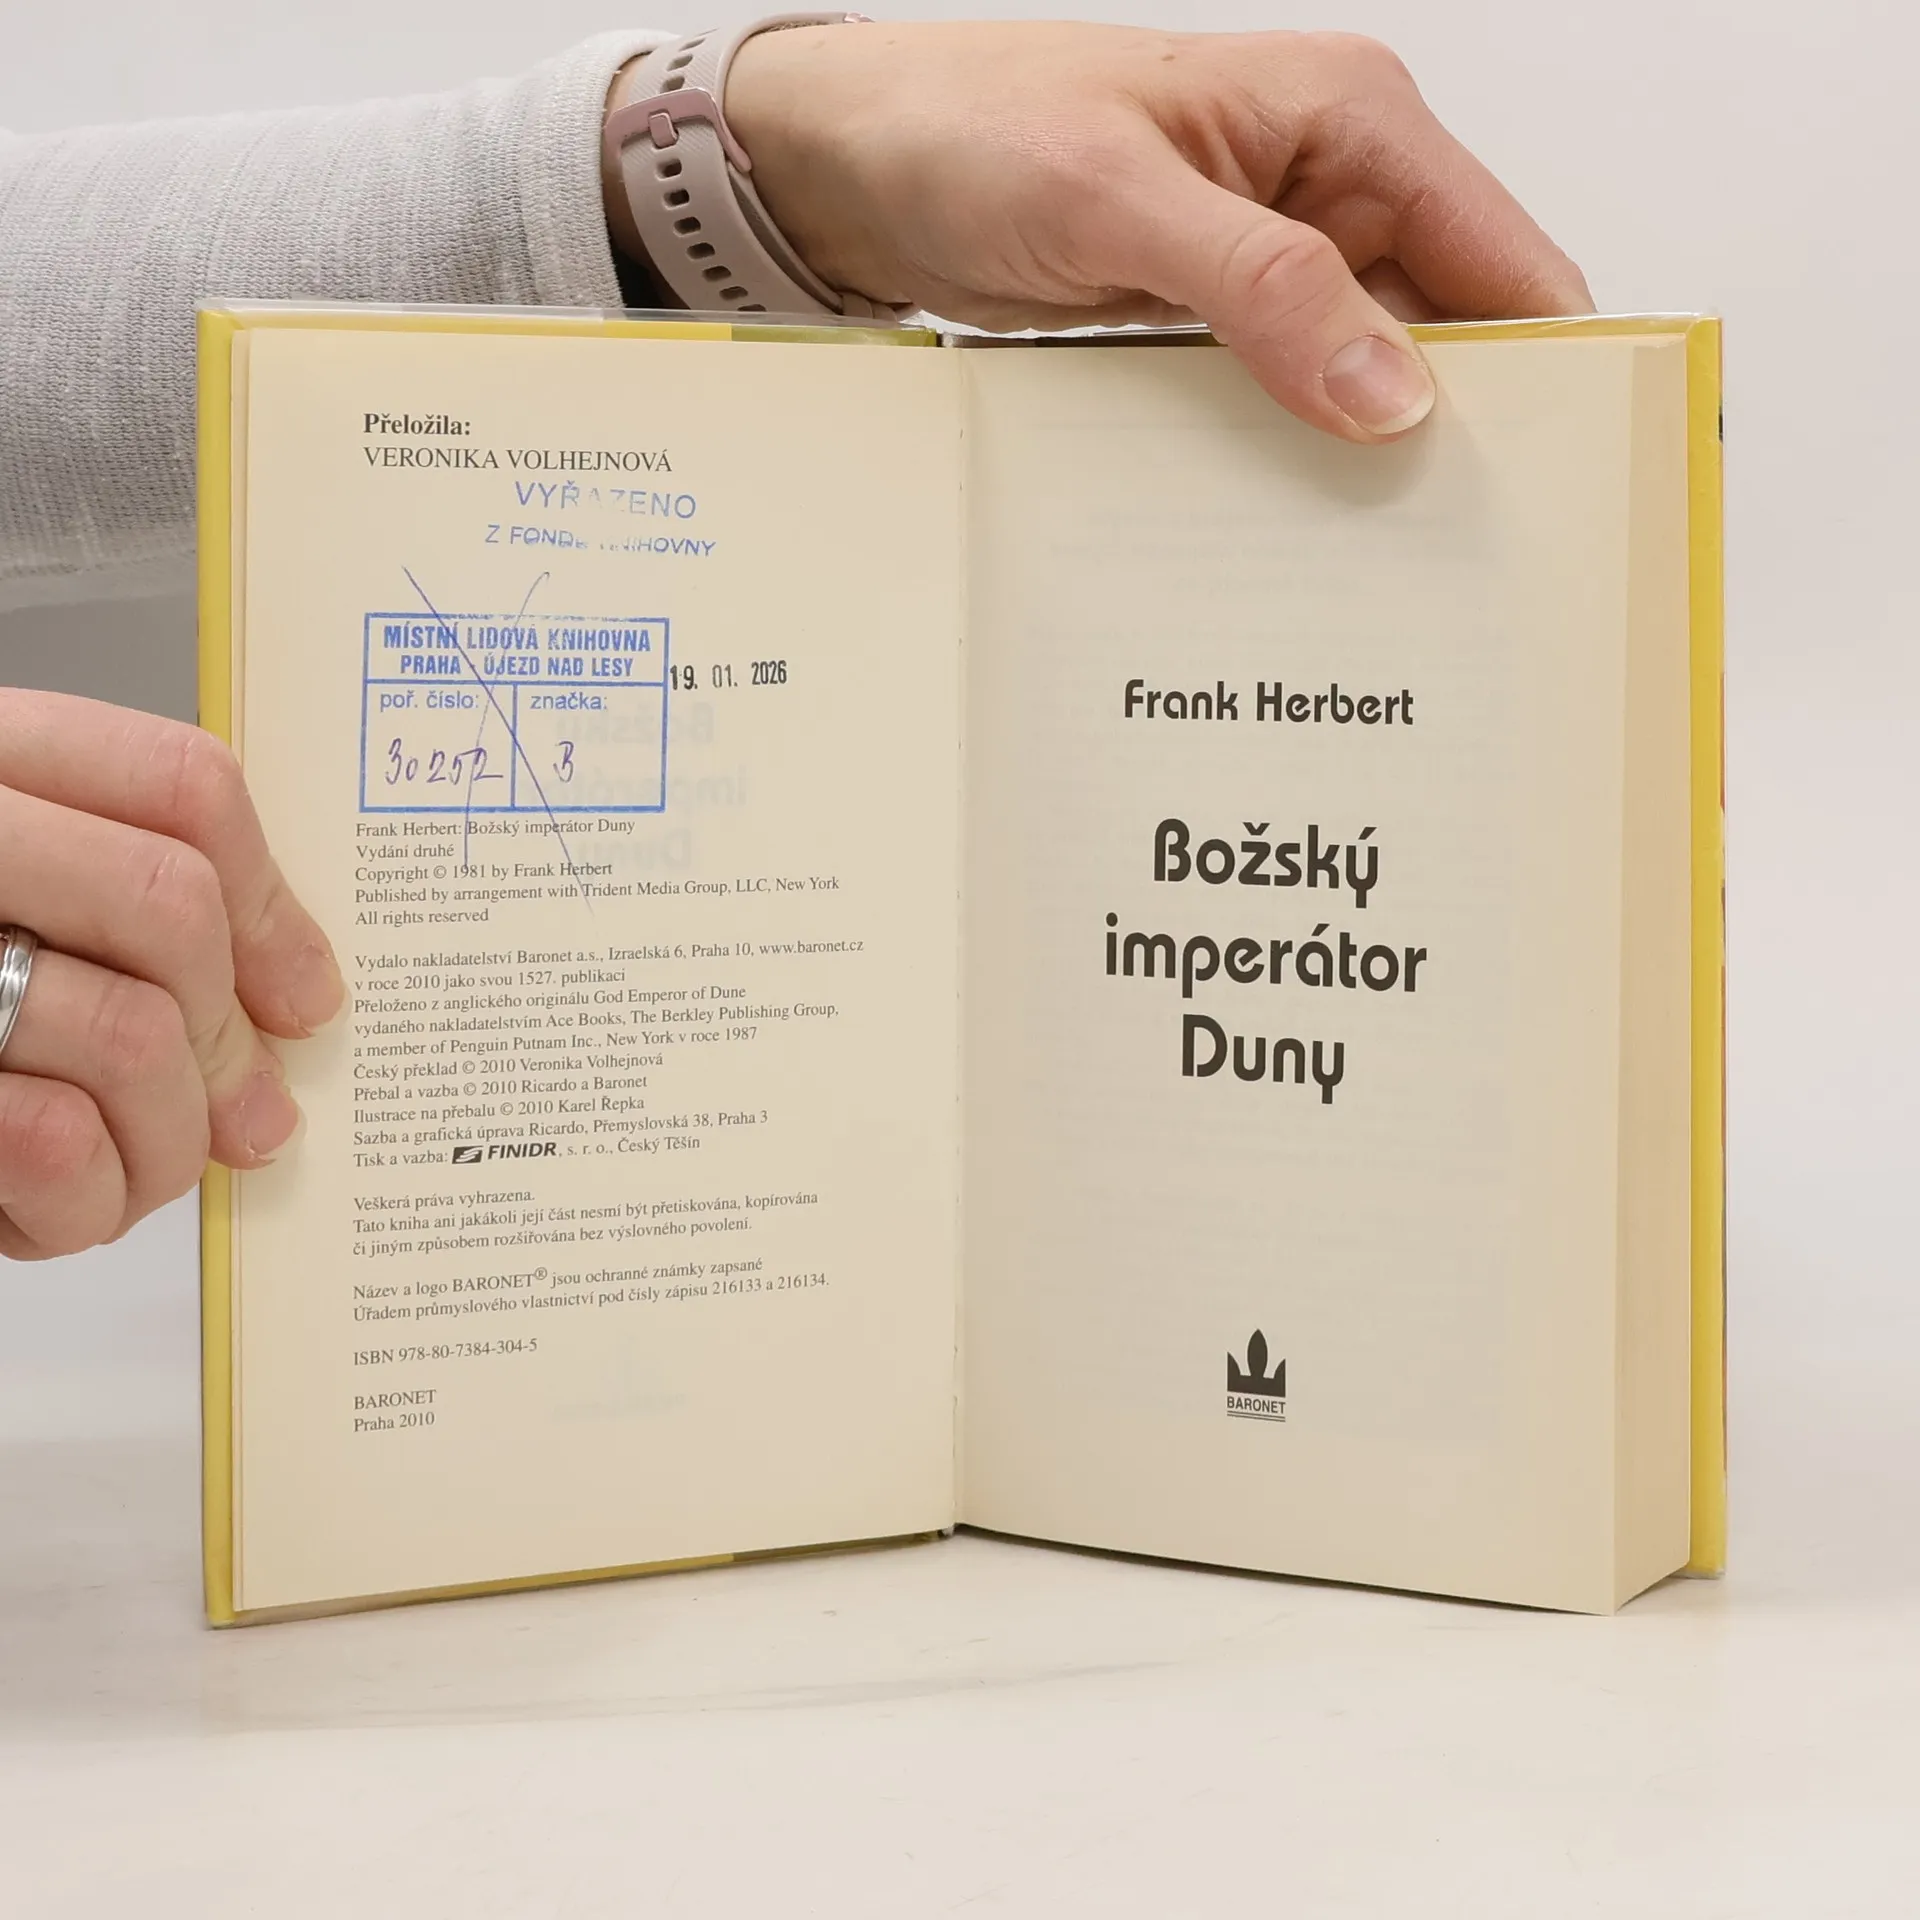 Přeložila:
VERONIKA VOLHEJNOVÁ
VYŘAZENO
Z FONDU KNIHOVNY
MÍSTNÍ LIDOVÁ KNIHOVNA
PRAHA - ÚJEZD NAD LESY
19. 01. 2026
poř. číslo: značka:
30252 B
Frank Herbert: Božský imperátor Duny
Vydání druhé
Copyright © 1981 by Frank Herbert
Published by arrangement with Trident Media Group, LLC, New York
All rights reserved
Vydalo nakladatelství Baronet a.s., Izraelská 6, Praha 10, www.baronet.cz
v roce 2010 jako svou 1527. publikaci
Přeloženo z anglického originálu God Emperor of Dune
vydaného nakladatelstvím Ace Books, The Berkley Publishing Group,
a member of Penguin Putnam Inc., New York v roce 1987
Český překlad © 2010 Veronika Volhejnová
Přebal a vazba © 2010 Ricardo a Baronet
Ilustrace na přebalu © 2010 Karel Řepka
Sazba a grafická úprava Ricardo, Přemyslovská 38, Praha 3
Tisk a vazba: FINIDR, s. r. o., Český Těšín
Veškerá práva vyhrazena.
Tato kniha ani jakákoli její část nesmí být přetiskována, kopírována
či jiným způsobem rozšiřována bez výslovného povolení.
Název a logo BARONET® jsou ochranné známky zapsané
Úřadem průmyslového vlastnictví pod čísly zápisu 216133 a 216134.
ISBN 978-80-7384-304-5
BARONET
Praha 2010
Frank Herbert
Božský
imperátor
Duny
BARONET